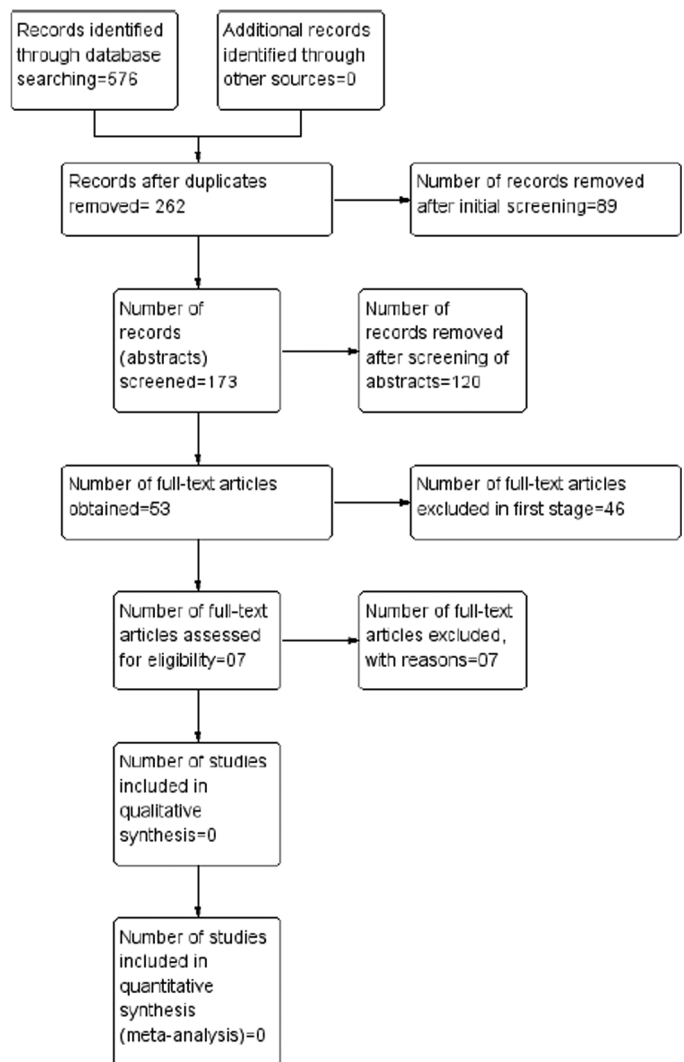 Records identified
through database
searching=576
Additional records
identified through
other sources=0
Records after duplicates
removed= 262
Number of records removed
after initial screening=89
Number of
records
(abstracts)
screened=173
Number of
records removed
after screening of
abstracts=120
Number of full-text articles
obtained=53
Number of full-text articles
excluded in first stage=46
Number of full-text
articles assessed
for eligibility=07
Number of full-text
articles excluded,
with reasons=07
Number of studies
included in
qualitative
synthesis=0
Number of studies
included in
quantitative
synthesis
(meta-analysis)=0